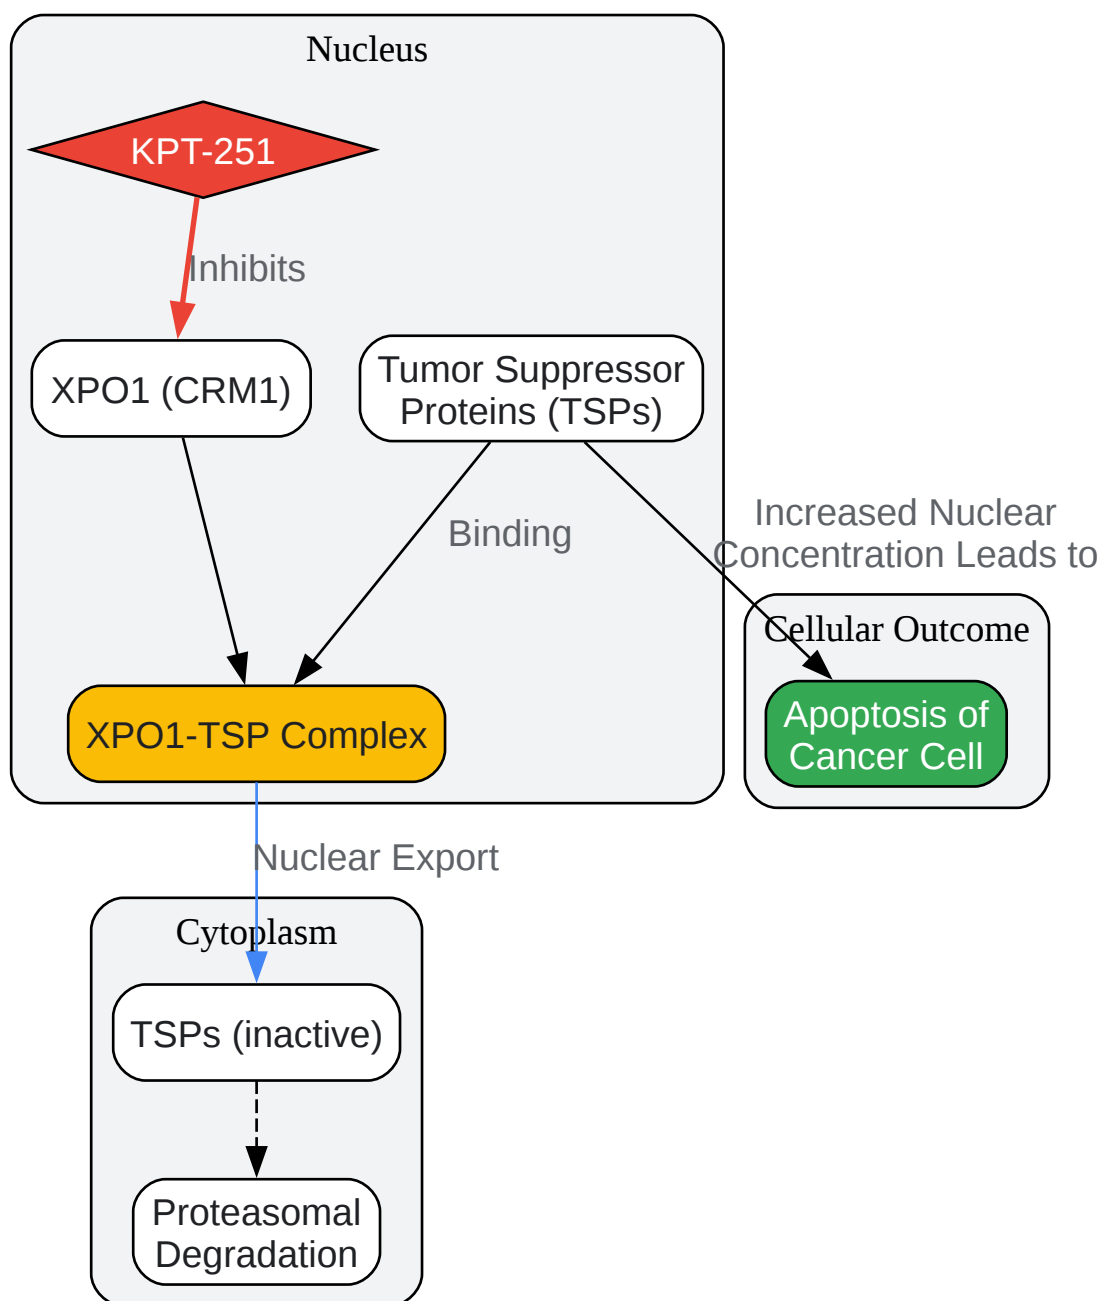 Nucleus
KPT-251
Inhibits
XPO1 (CRM1)
Tumor Suppressor
Proteins (TSPs)
Binding
Increased Nuclear
Concentration Leads to
Cellular Outcome
Apoptosis of
Cancer Cell
XPO1-TSP Complex
Nuclear Export
Cytoplasm
TSPs (inactive)
Proteasomal
Degradation